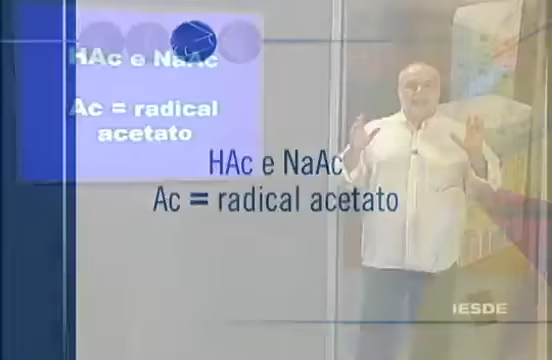 HAc e NaAc
Ac = radical
acetato
HAc e NaAc
Ac = radical acetato
IESDE